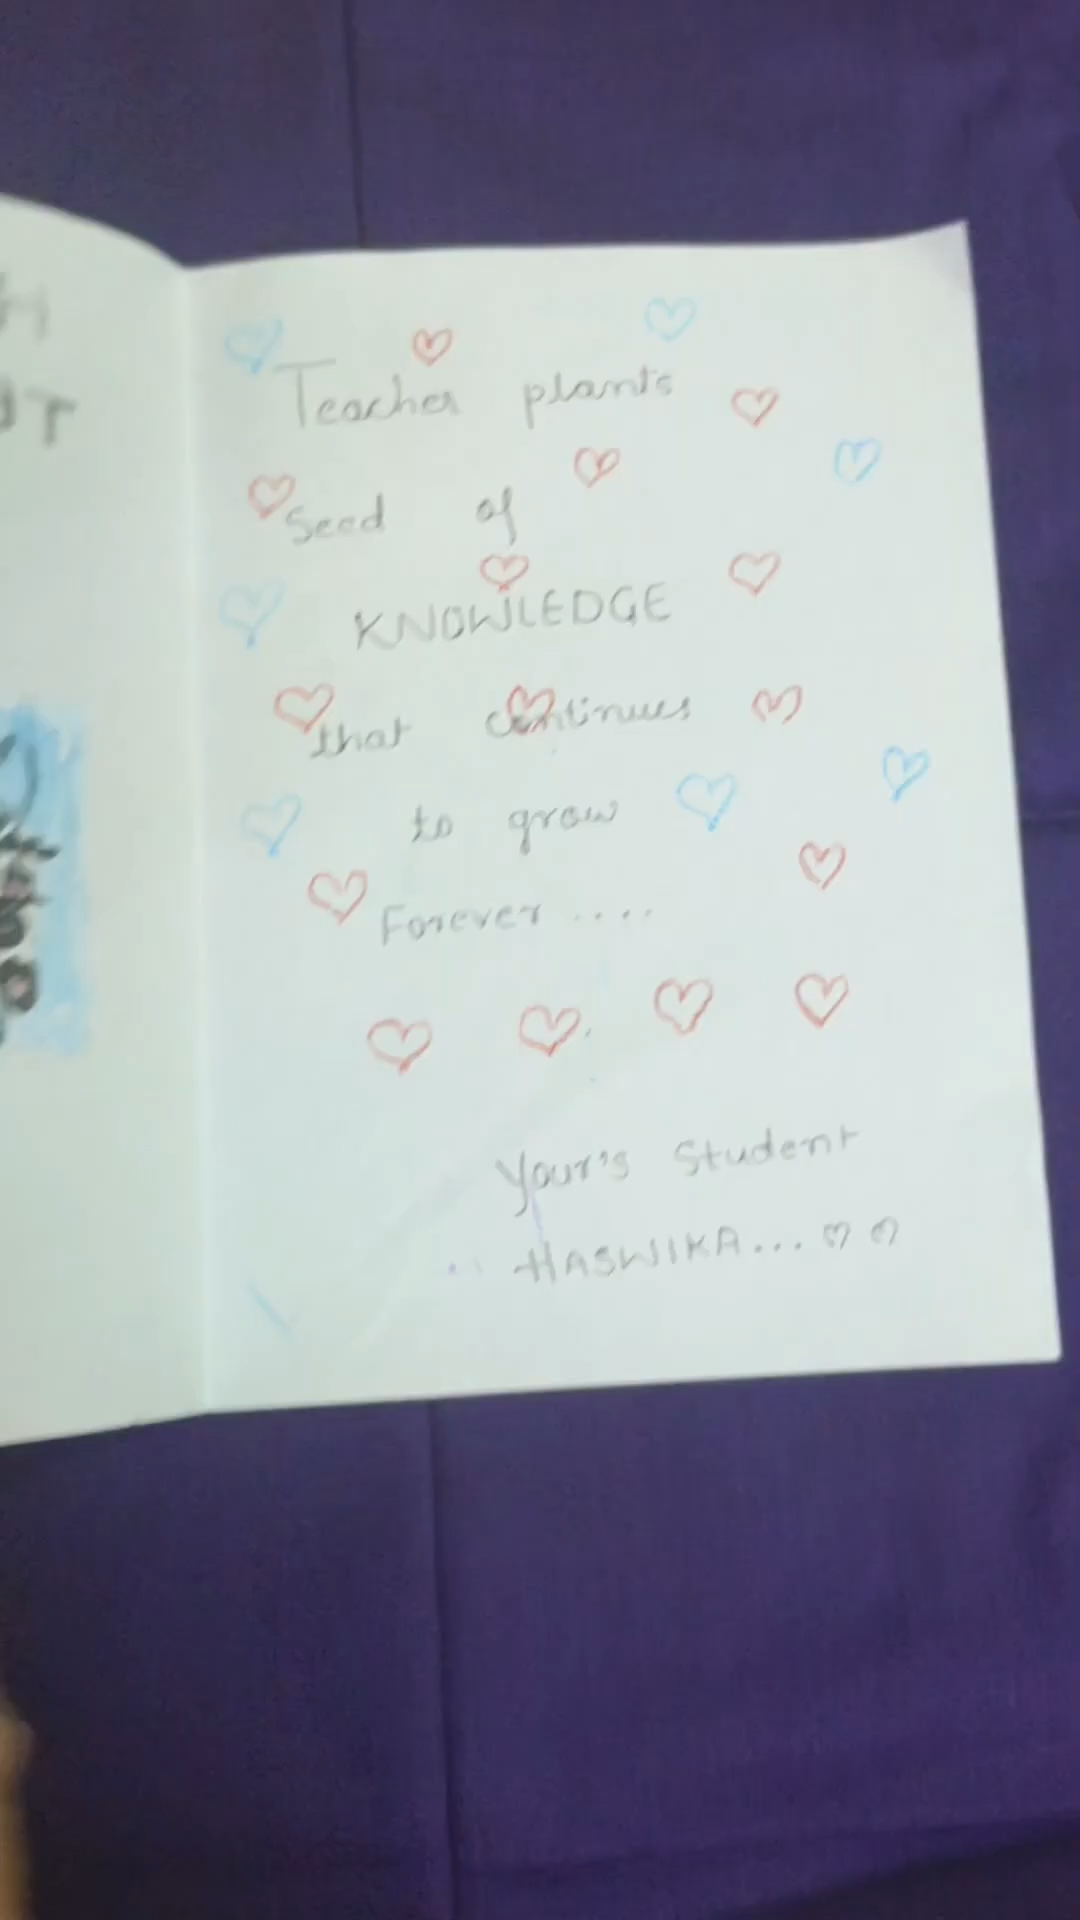 Teacher plants
Seed of
KNOWLEDGE
that continues
to grow
Forever ....
Your's Student
HASWIKA...